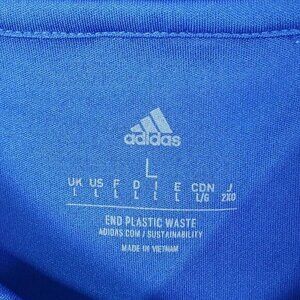 adidas
L
UK US F D I E CDN J
L L L L L L L/G 2XO
END PLASTIC WASTE
ADIDAS.COM / SUSTAINABILITY
MADE IN VIETNAM